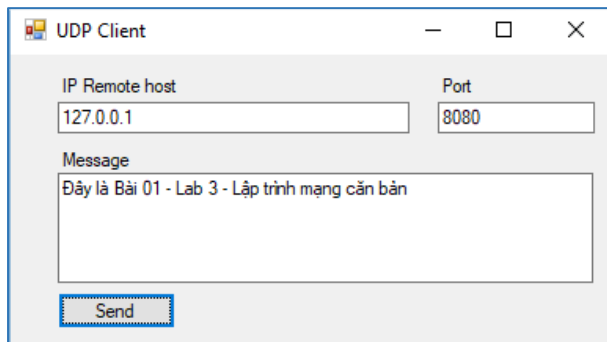 UDP Client
IP Remote host Port
127.0.0.1 8080
Message
Đây là Bài 01 - Lab 3 - Lập trình mạng căn bản
Send